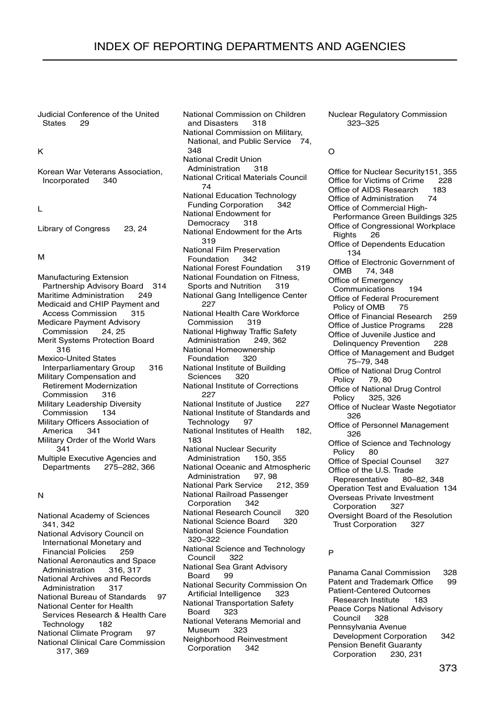 INDEX OF REPORTING DEPARTMENTS AND AGENCIES
Judicial Conference of the United
States 29
K
Korean War Veterans Association,
Incorporated 340
L
Library of Congress 23, 24
M
Manufacturing Extension
Partnership Advisory Board 314
Maritime Administration 249
Medicaid and CHIP Payment and
Access Commission 315
Medicare Payment Advisory
Commission 24, 25
Merit Systems Protection Board
316
Mexico-United States
Interparliamentary Group 316
Military Compensation and
Retirement Modernization
Commission 316
Military Leadership Diversity
Commission 134
Military Officers Association of
America 341
Military Order of the World Wars
341
Multiple Executive Agencies and
Departments 275–282, 366
N
National Academy of Sciences
341, 342
National Advisory Council on
International Monetary and
Financial Policies 259
National Aeronautics and Space
Administration 316, 317
National Archives and Records
Administration 317
National Bureau of Standards 97
National Center for Health
Services Research & Health Care
Technology 182
National Climate Program 97
National Clinical Care Commission
317, 369
National Commission on Children
and Disasters 318
National Commission on Military,
National, and Public Service 74,
348
National Credit Union
Administration 318
National Critical Materials Council
74
National Education Technology
Funding Corporation 342
National Endowment for
Democracy 318
National Endowment for the Arts
319
National Film Preservation
Foundation 342
National Forest Foundation 319
National Foundation on Fitness,
Sports and Nutrition 319
National Gang Intelligence Center
227
National Health Care Workforce
Commission 319
National Highway Traffic Safety
Administration 249, 362
National Homeownership
Foundation 320
National Institute of Building
Sciences 320
National Institute of Corrections
227
National Institute of Justice 227
National Institute of Standards and
Technology 97
National Institutes of Health 182,
183
National Nuclear Security
Administration 150, 355
National Oceanic and Atmospheric
Administration 97, 98
National Park Service 212, 359
National Railroad Passenger
Corporation 342
National Research Council 320
National Science Board 320
National Science Foundation
320–322
National Science and Technology
Council 322
National Sea Grant Advisory
Board 99
National Security Commission On
Artificial Intelligence 323
National Transportation Safety
Board 323
National Veterans Memorial and
Museum 323
Neighborhood Reinvestment
Corporation 342
Nuclear Regulatory Commission
323–325
O
Office for Nuclear Security151, 355
Office for Victims of Crime 228
Office of AIDS Research 183
Office of Administration 74
Office of Commercial High-
Performance Green Buildings 325
Office of Congressional Workplace
Rights 26
Office of Dependents Education
134
Office of Electronic Government of
OMB 74, 348
Office of Emergency
Communications 194
Office of Federal Procurement
Policy of OMB 75
Office of Financial Research 259
Office of Justice Programs 228
Office of Juvenile Justice and
Delinquency Prevention 228
Office of Management and Budget
75–79, 348
Office of National Drug Control
Policy 79, 80
Office of National Drug Control
Policy 325, 326
Office of Nuclear Waste Negotiator
326
Office of Personnel Management
326
Office of Science and Technology
Policy 80
Office of Special Counsel 327
Office of the U.S. Trade
Representative 80–82, 348
Operation Test and Evaluation 134
Overseas Private Investment
Corporation 327
Oversight Board of the Resolution
Trust Corporation 327
P
Panama Canal Commission 328
Patent and Trademark Office 99
Patient-Centered Outcomes
Research Institute 183
Peace Corps National Advisory
Council 328
Pennsylvania Avenue
Development Corporation 342
Pension Benefit Guaranty
Corporation 230, 231
373